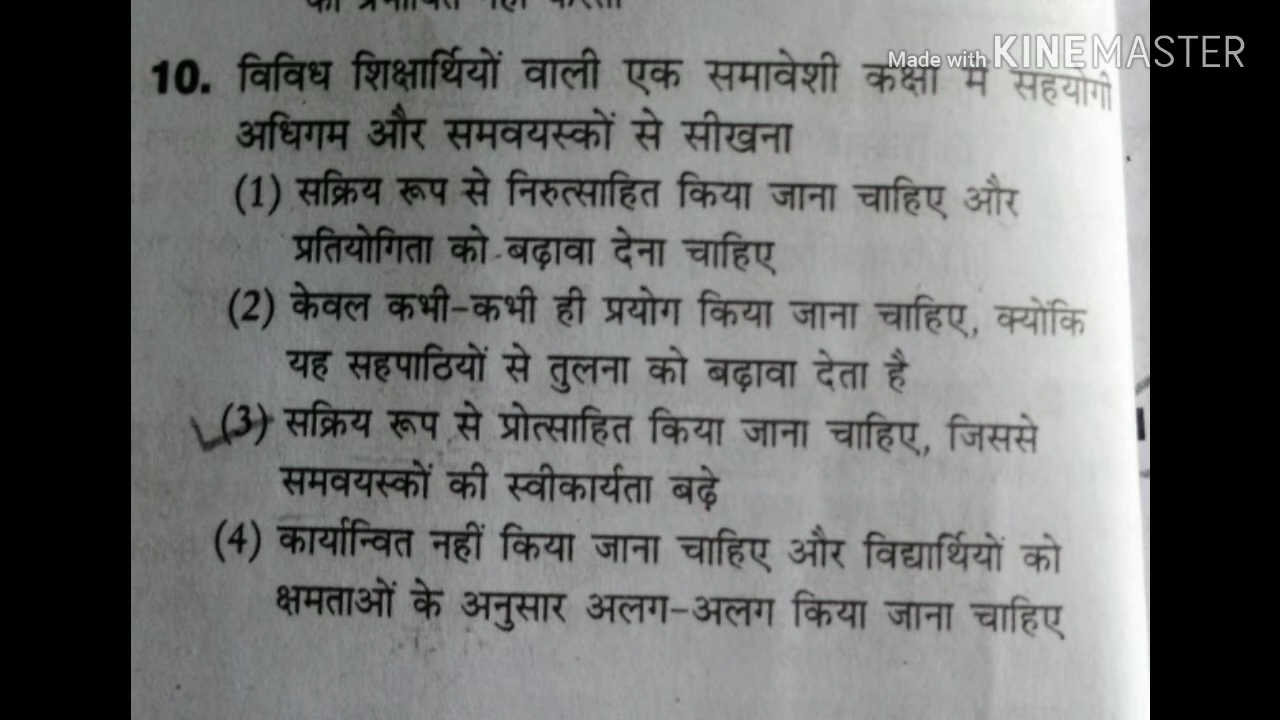 Made with KINEMASTER
10. विविध शिक्षार्थियों वाली एक समावेशी कक्षा में सहयोगी
अधिगम और समवयस्कों से सीखना
(1) सक्रिय रूप से निरुत्साहित किया जाना चाहिए और
प्रतियोगिता को बढ़ावा देना चाहिए
(2) केवल कभी-कभी ही प्रयोग किया जाना चाहिए, क्योंकि
यह सहपाठियों से तुलना को बढ़ावा देता है
(3) सक्रिय रूप से प्रोत्साहित किया जाना चाहिए, जिससे
समवयस्कों की स्वीकार्यता बढ़े
(4) कार्यान्वित नहीं किया जाना चाहिए और विद्यार्थियों को
क्षमताओं के अनुसार अलग-अलग किया जाना चाहिए